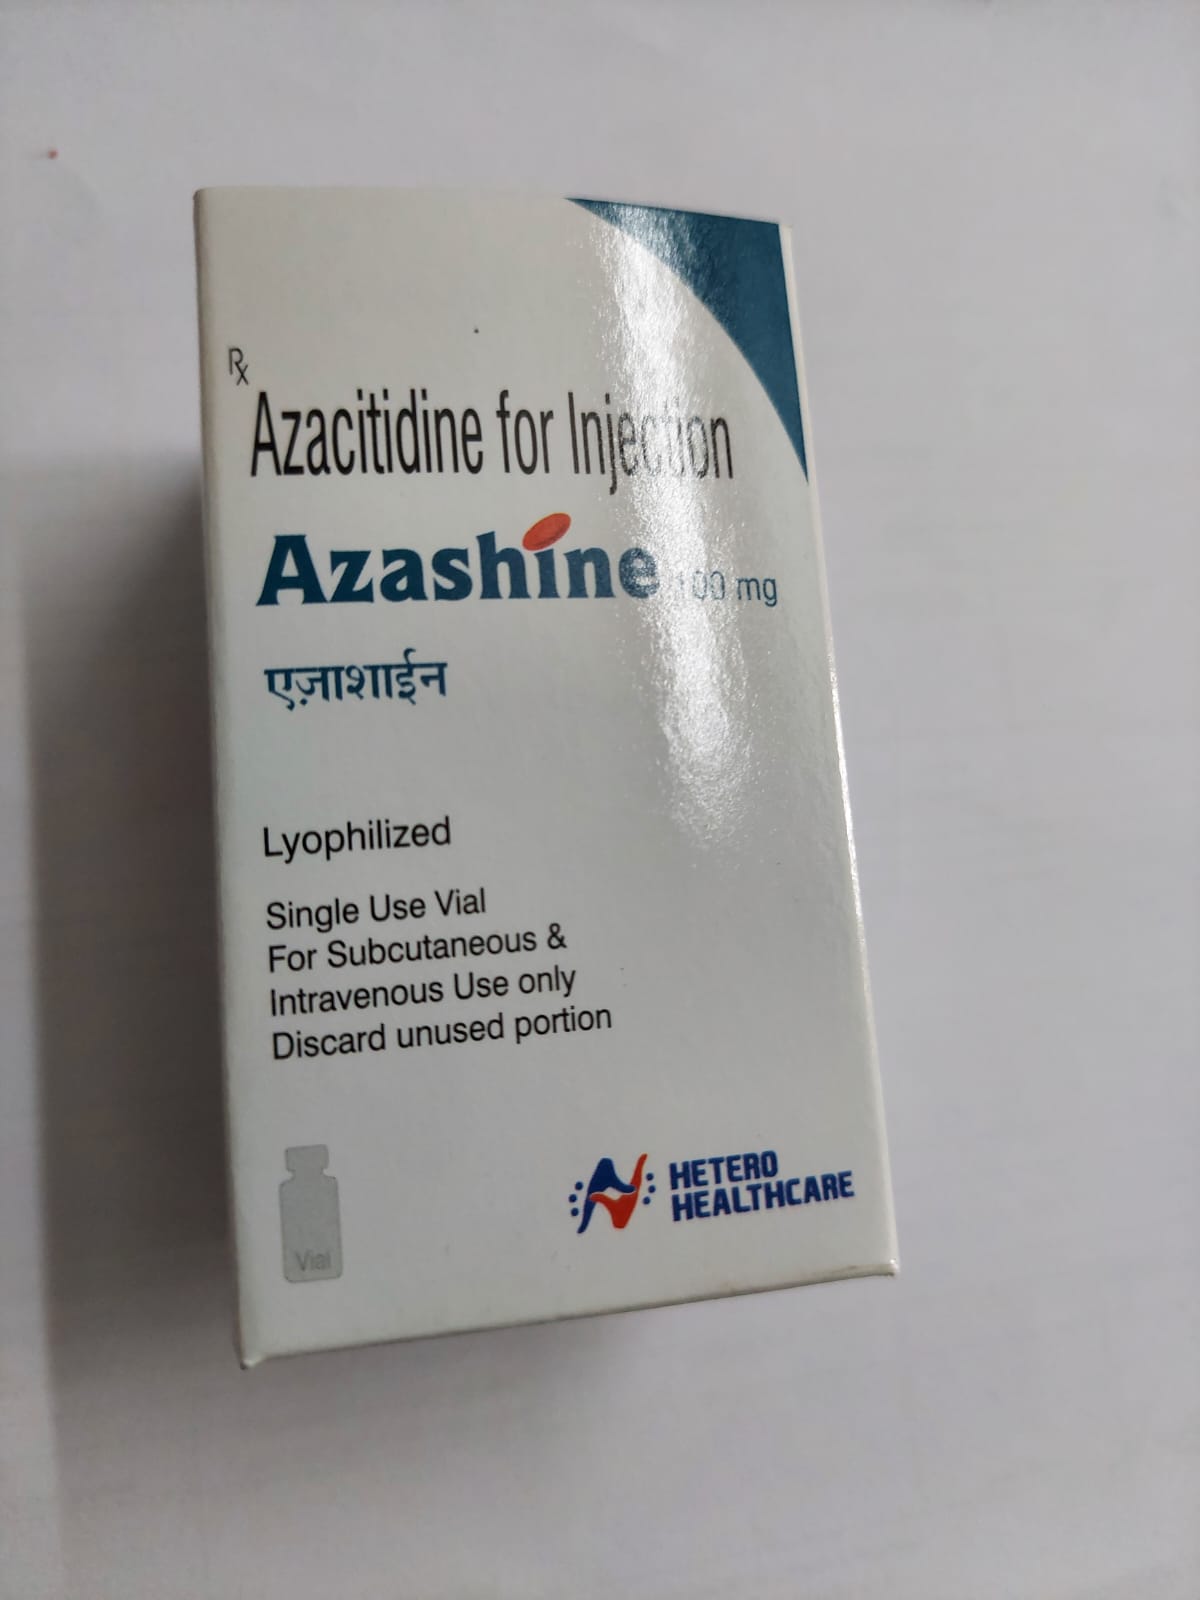 Rx
Azacitidine for Injection
Azashine 100 mg
एज़ाशाईन
Lyophilized
Single Use Vial
For Subcutaneous &
Intravenous Use only
Discard unused portion
Vial
HETERO
HEALTHCARE